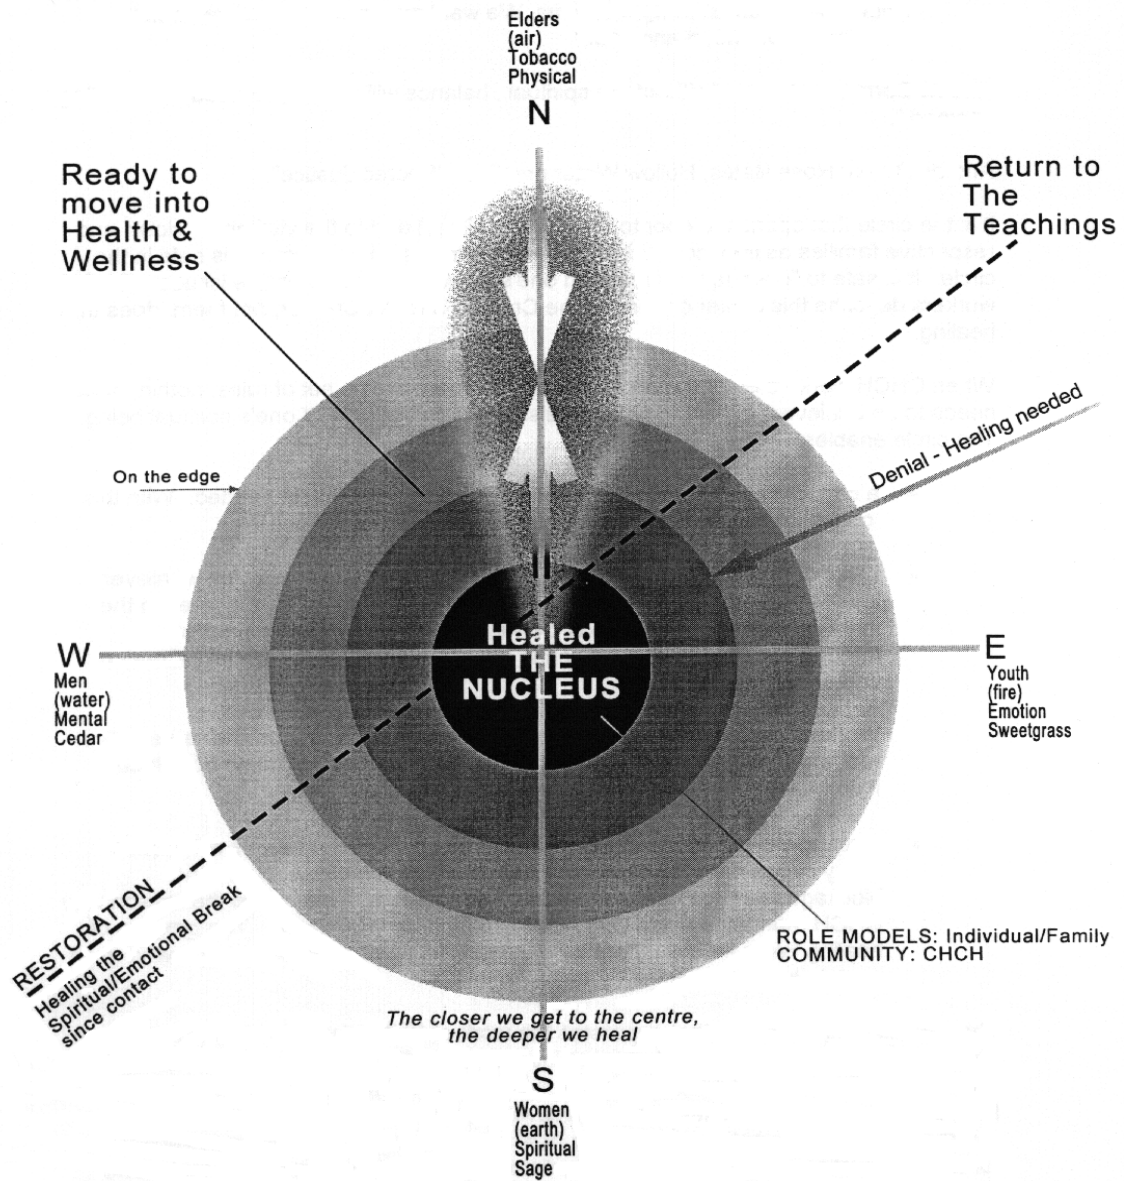 Elders
(air)
Tobacco
Physical
N
Ready to
move into
Health &
Wellness
Return to
The
Teachings
On the edge
Denial - Healing needed
Healed
THE
NUCLEUS
W
Men
(water)
Mental
Cedar
E
Youth
(fire)
Emotion
Sweetgrass
RESTORATION
Healing the
Spiritual/Emotional Break
since contact
ROLE MODELS: Individual/Family
COMMUNITY: CHCH
The closer we get to the centre,
the deeper we heal
S
Women
(earth)
Spiritual
Sage